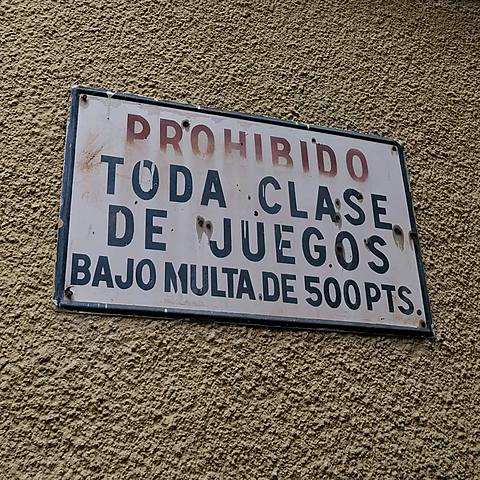 PROHIBIDO
TODA CLASE
DE JUEGOS
BAJO MULTA DE 500 PTS.